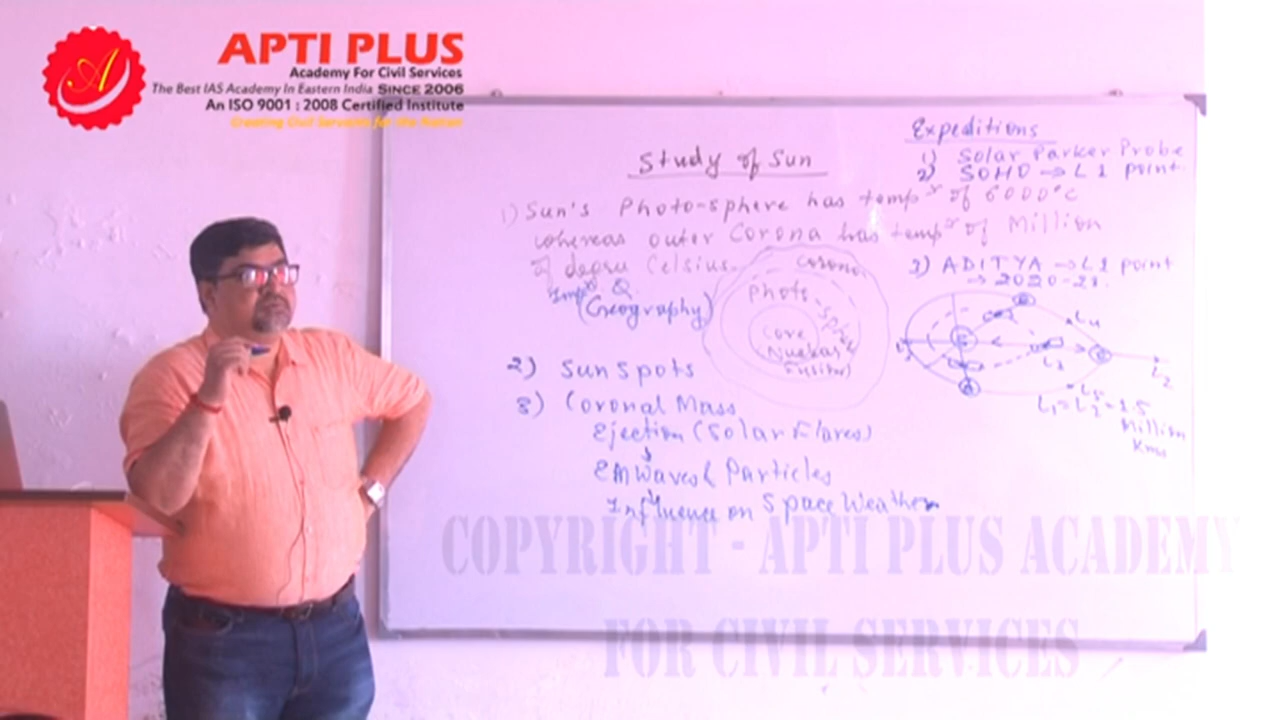 APTI PLUS
Academy For Civil Services
The Best IAS Academy In Eastern India SINCE 2006
An ISO 9001 : 2008 Certified Institute
Creating Civil Servants for the Nation
Study of Sun
1) Sun's Photo-sphere has temp^r of 6000°c
whereas outer Corona has temp^r of Million
of degree Celsius.
Imp^r Q.
(Geography)
2) Sunspots
3) Coronal Mass
Ejection (Solar Flares)
EM Waves & Particles
Influence on Space Weather
corona
Photo
Sphere
Core
Nuclear
Fusion
Expeditions
1) Solar Parker Probe
2) SOHO → L1 point.
3) ADITYA → L1 point
→ 2020-21.
L4
L3
L1
L2
L5
L1 = L2 = 1.5
Million
Kms
COPYRIGHT - APTI PLUS ACADEMY
FOR CIVIL SERVICES